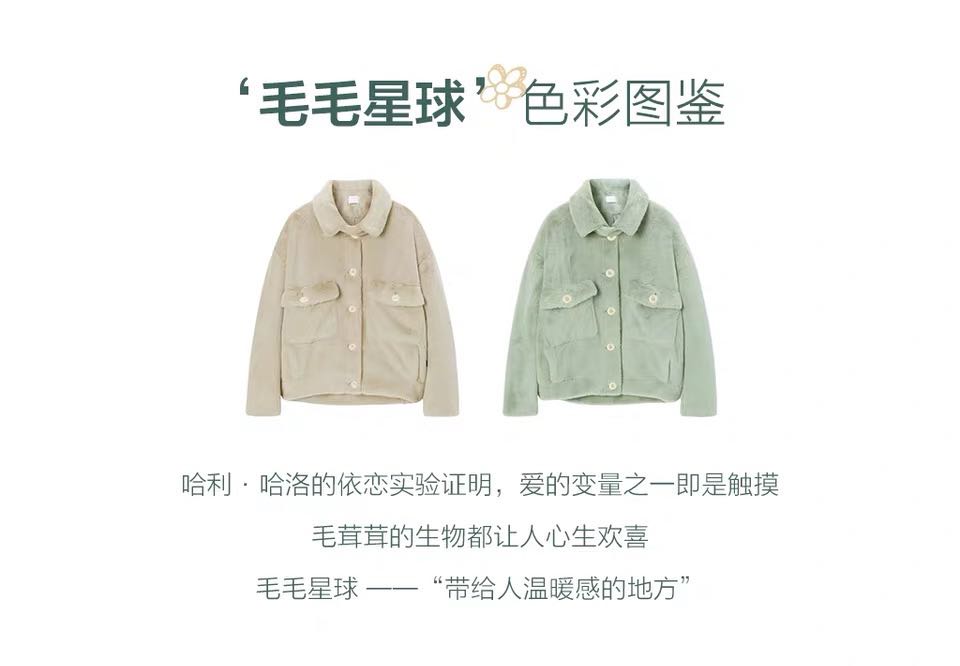 ‘毛毛星球’色彩图鉴
哈利·哈洛的依恋实验证明，爱的变量之一即是触摸
毛茸茸的生物都让人心生欢喜
毛毛星球 ——“带给人温暖感的地方”